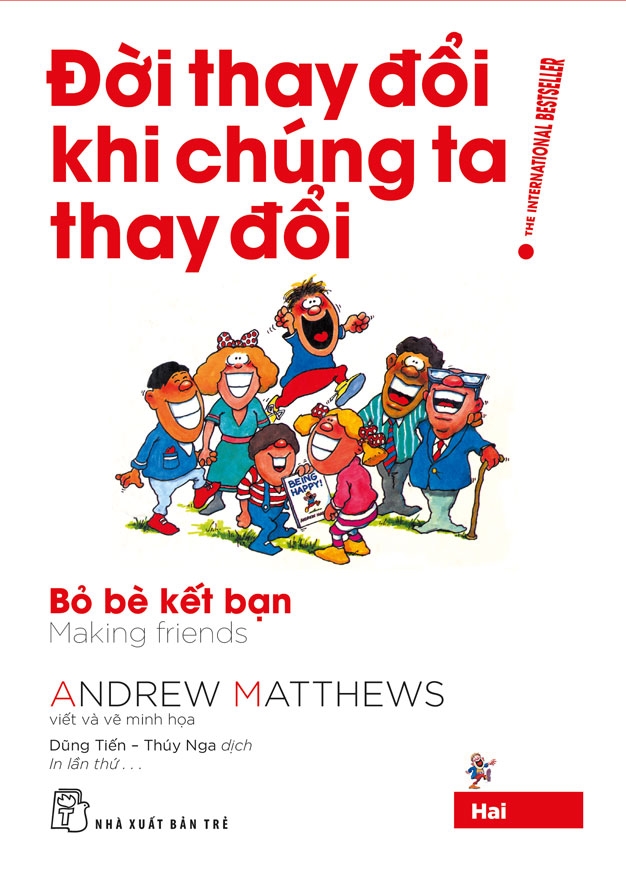 Đời thay đổi
khi chúng ta
thay đổi
THE INTERNATIONAL BESTSELLER
BEING
HAPPY!
ANDREW MATTHEWS
Bỏ bè kết bạn
Making friends
ANDREW MATTHEWS
viết và vẽ minh họa
Dũng Tiến – Thúy Nga dịch
In lần thứ . . .
NHÀ XUẤT BẢN TRẺ
Hai